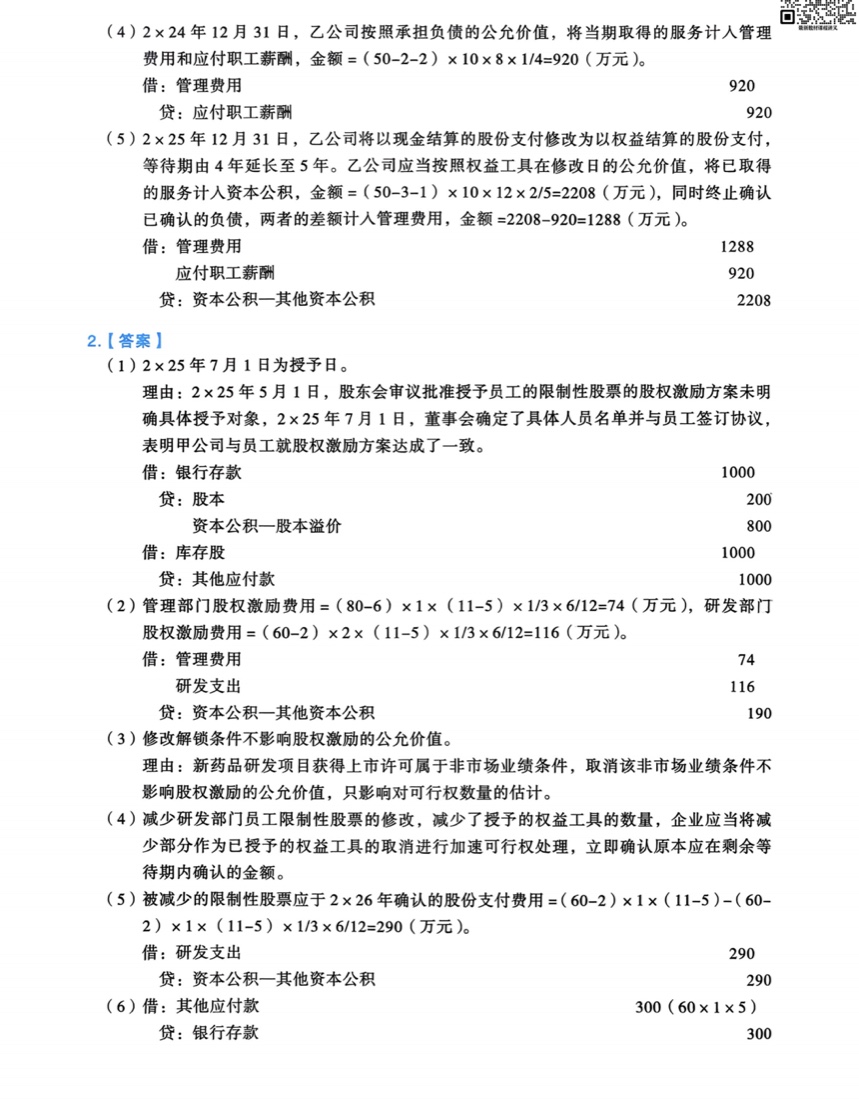 （4）2×24 年 12 月 31 日，乙公司按照承担负债的公允价值，将当期取得的服务计入管理
费用和应付职工薪酬，金额 =（50-2-2）×10×8×1/4=920（万元）。
借：管理费用 920
贷：应付职工薪酬 920
（5）2×25 年 12 月 31 日，乙公司将以现金结算的股份支付修改为以权益结算的股份支付，
等待期由 4 年延长至 5 年。乙公司应当按照权益工具在修改日的公允价值，将已取得
的服务计入资本公积，金额 =（50-3-1）×10×12×2/5=2208（万元），同时终止确认
已确认的负债，两者的差额计入管理费用，金额 =2208-920=1288（万元）。
借：管理费用 1288
应付职工薪酬 920
贷：资本公积—其他资本公积 2208
2.【答案】
（1）2×25 年 7 月 1 日为授予日。
理由：2×25 年 5 月 1 日，股东会审议批准授予员工的限制性股票的股权激励方案未明
确具体授予对象，2×25 年 7 月 1 日，董事会确定了具体人员名单并与员工签订协议，
表明甲公司与员工就股权激励方案达成了一致。
借：银行存款 1000
贷：股本 200
资本公积—股本溢价 800
借：库存股 1000
贷：其他应付款 1000
（2）管理部门股权激励费用 =（80-6）×1×（11-5）×1/3×6/12=74（万元），研发部门
股权激励费用 =（60-2）×2×（11-5）×1/3×6/12=116（万元）。
借：管理费用 74
研发支出 116
贷：资本公积—其他资本公积 190
（3）修改解锁条件不影响股权激励的公允价值。
理由：新药品研发项目获得上市许可属于非市场业绩条件，取消该非市场业绩条件不
影响股权激励的公允价值，只影响对可行权数量的估计。
（4）减少研发部门员工限制性股票的修改，减少了授予的权益工具的数量，企业应当将减
少部分作为已授予的权益工具的取消进行加速可行权处理，立即确认原本应在剩余等
待期内确认的金额。
（5）被减少的限制性股票应于 2×26 年确认的股份支付费用 =（60-2）×1×（11-5）-（60-
2）×1×（11-5）×1/3×6/12=290（万元）。
借：研发支出 290
贷：资本公积—其他资本公积 290
（6）借：其他应付款 300（60×1×5）
贷：银行存款 300